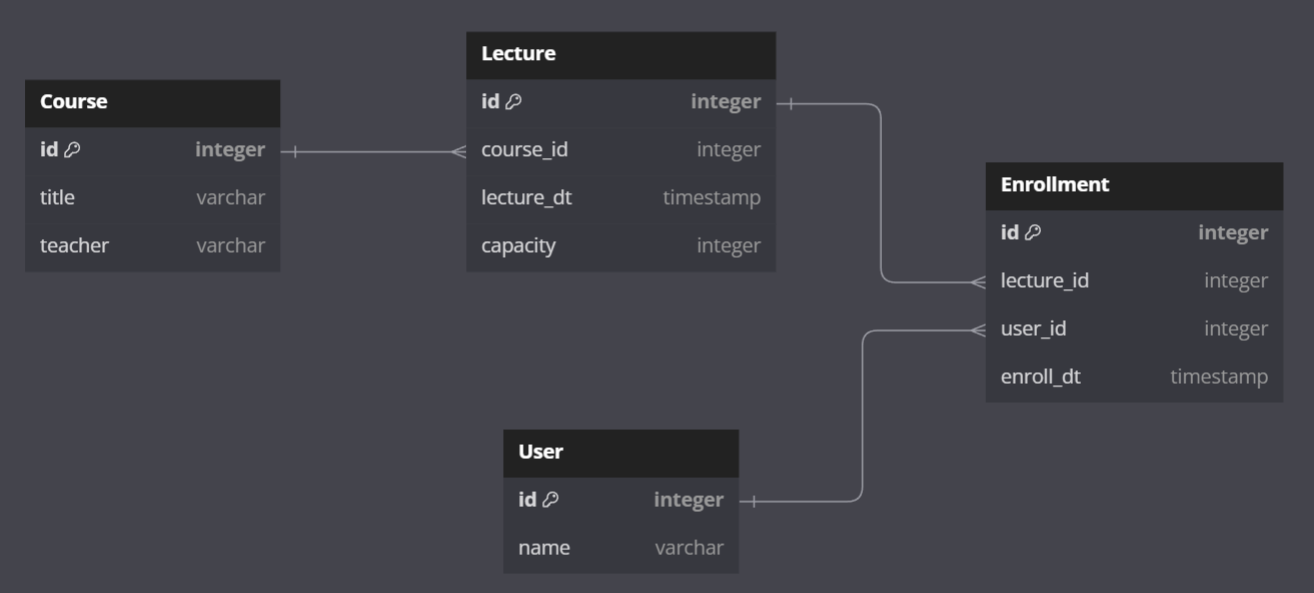 Course
id integer
title varchar
teacher varchar
Lecture
id integer
course_id integer
lecture_dt timestamp
capacity integer
Enrollment
id integer
lecture_id integer
user_id integer
enroll_dt timestamp
User
id integer
name varchar